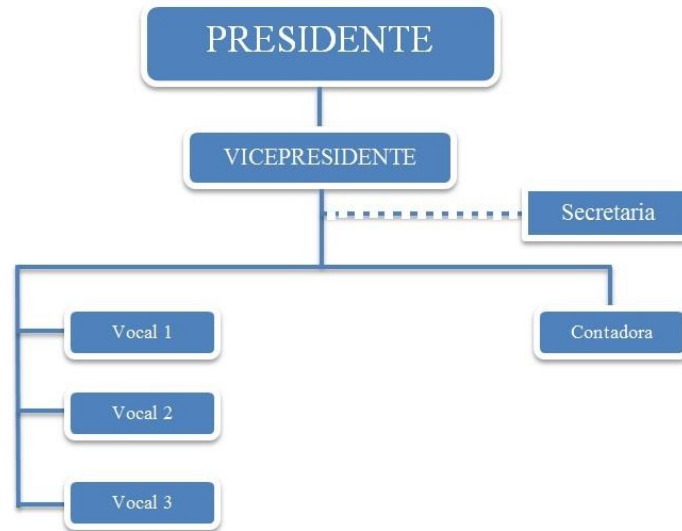 PRESIDENTE
VICEPRESIDENTE
Secretaria
Vocal 1
Contadora
Vocal 2
Vocal 3